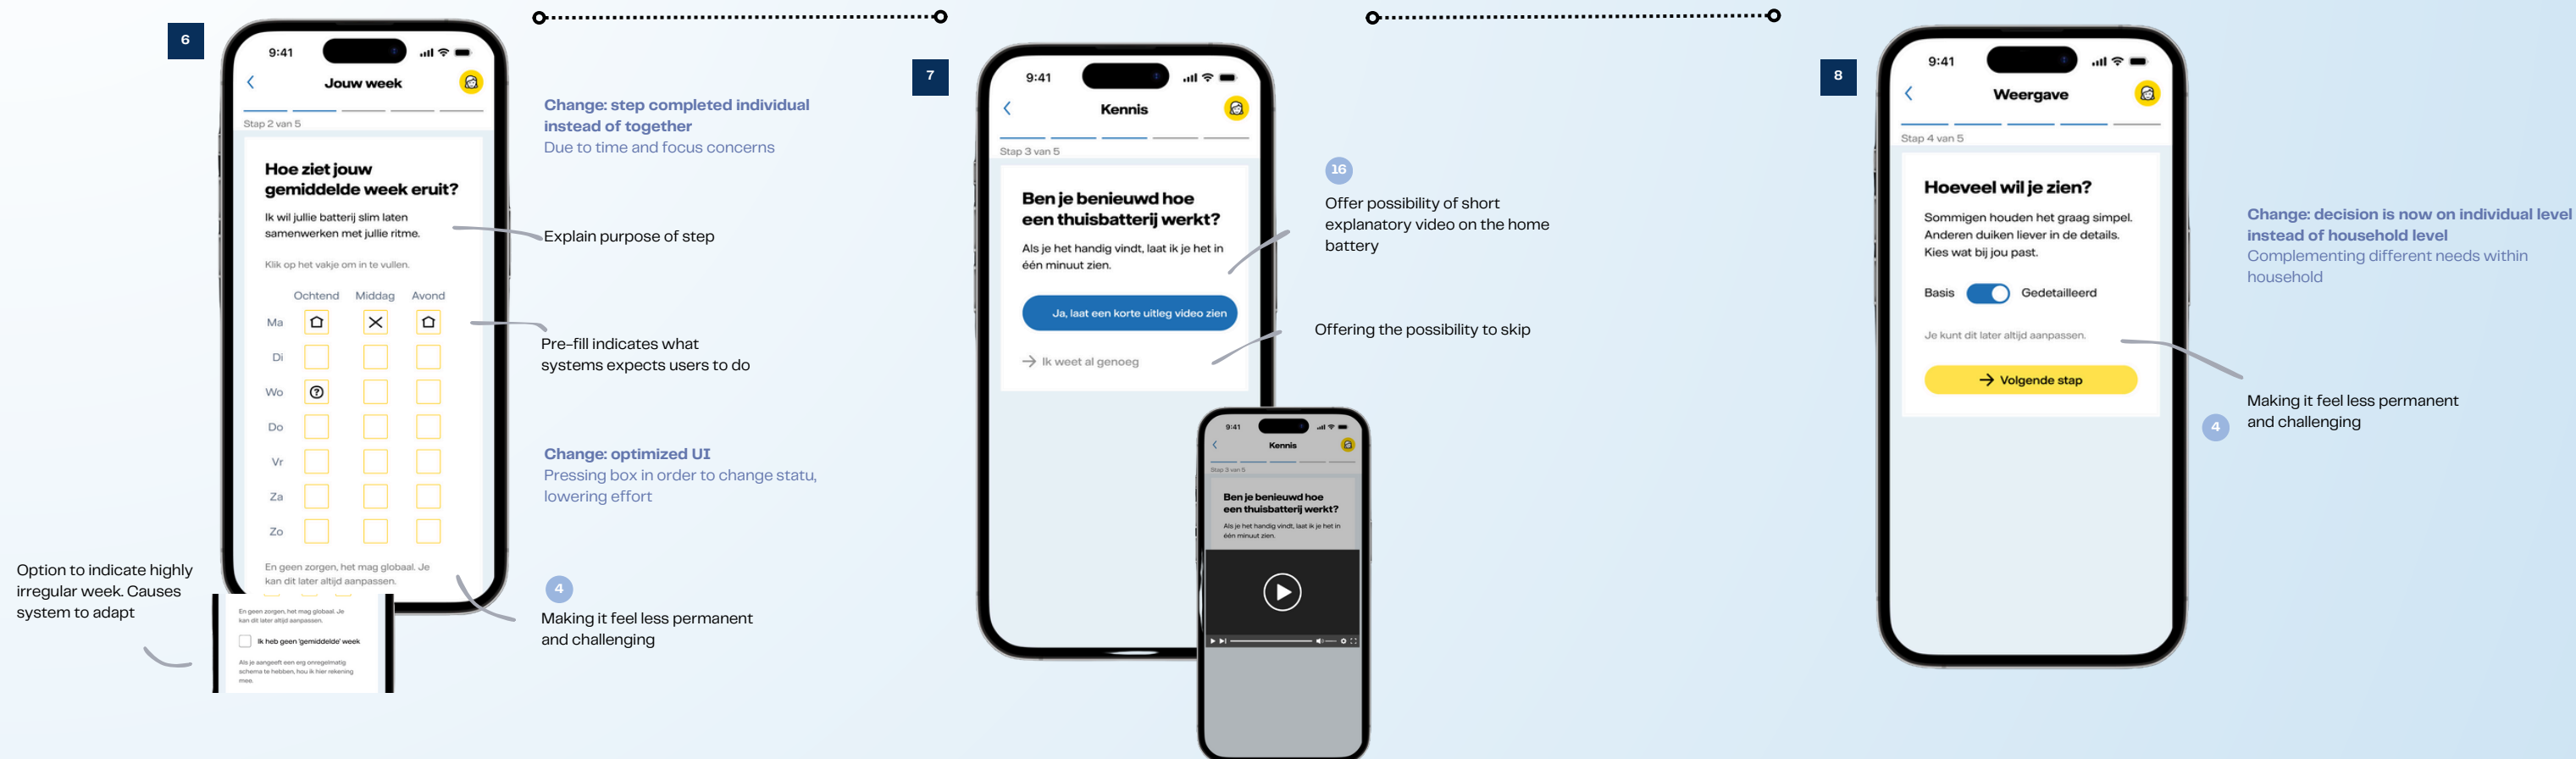 6
9:41
Jouw week
Stap 2 van 5
Hoe ziet jouw
gemiddelde week eruit?
Ik wil jullie batterij slim laten
samenwerken met jullie ritme.
Klik op het vakje om in te vullen.
Ochtend Middag Avond
Ma
Di
Wo ?
Do
Vr
Za
Zo
En geen zorgen, het mag globaal. Je
kan dit later altijd aanpassen.
En geen zorgen, het mag globaal. Je
kan dit later altijd aanpassen.
Ik heb geen 'gemiddelde' week
Als je aangeeft een erg onregelmatig
schema te hebben, hou ik hier rekening
mee.
Option to indicate highly
irregular week. Causes
system to adapt
Change: step completed individual
instead of together
Due to time and focus concerns
Explain purpose of step
Pre-fill indicates what
systems expects users to do
Change: optimized UI
Pressing box in order to change statu,
lowering effort
4
Making it feel less permanent
and challenging
7
9:41
Kennis
Stap 3 van 5
Ben je benieuwd hoe
een thuisbatterij werkt?
Als je het handig vindt, laat ik je het in
één minuut zien.
Ja, laat een korte uitleg video zien
Ik weet al genoeg
16
Offer possibility of short
explanatory video on the home
battery
Offering the possibility to skip
9:41
Kennis
Stap 3 van 5
Ben je benieuwd hoe
een thuisbatterij werkt?
Als je het handig vindt, laat ik je het in
één minuut zien.
8
9:41
Weergave
Stap 4 van 5
Hoeveel wil je zien?
Sommigen houden het graag simpel.
Anderen duiken liever in de details.
Kies wat bij jou past.
Basis Gedetailleerd
Je kunt dit later altijd aanpassen.
Volgende stap
Change: decision is now on individual level
instead of household level
Complementing different needs within
household
4
Making it feel less permanent
and challenging